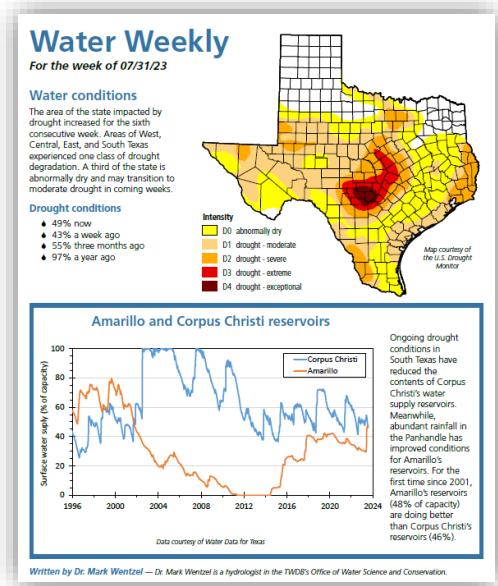 Water Weekly
For the week of 07/31/23
Water conditions
The area of the state impacted by
drought increased for the sixth
consecutive week. Areas of West,
Central, East, and South Texas
experienced one class of drought
degradation. A third of the state is
abnormally dry and may transition to
moderate drought in coming weeks.
Drought conditions
49% now
43% a week ago
55% three months ago
97% a year ago
Intensity
D0 abnormally dry
D1 drought - moderate
D2 drought - severe
D3 drought - extreme
D4 drought - exceptional
Map courtesy of
the U.S. Drought
Monitor
Amarillo and Corpus Christi reservoirs
Surface water suply (% of capacity)
100
80
60
40
20
0
1996 2000 2004 2008 2012 2016 2020 2024
Corpus Christi
Amarillo
Data courtesy of Water Data for Texas
Ongoing drought
conditions in
South Texas have
reduced the
contents of Corpus
Christi's water
supply reservoirs.
Meanwhile,
abundant rainfall in
the Panhandle has
improved conditions
for Amarillo's
reservoirs. For the
first time since 2001,
Amarillo's reservoirs
(48% of capacity)
are doing better
than Corpus Christi's
reservoirs (46%).
Written by Dr. Mark Wentzel — Dr. Mark Wentzel is a hydrologist in the TWDB's Office of Water Science and Conservation.